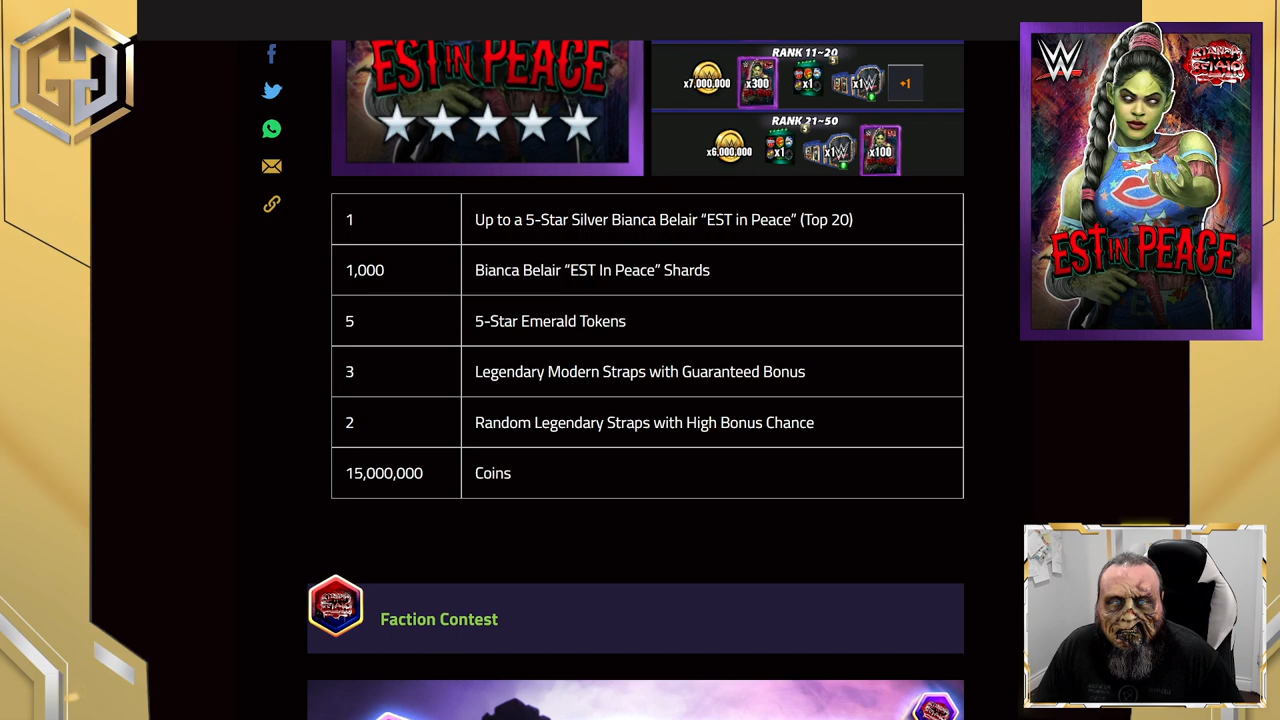 EST IN PEACE
RANK 11~20
x7,000,000
x300
x1
x1
+1
RANK 21~50
x6,000,000
x1
x1
x100
1
Up to a 5-Star Silver Bianca Belair “EST in Peace” (Top 20)
1,000
Bianca Belair “EST In Peace” Shards
5
5-Star Emerald Tokens
3
Legendary Modern Straps with Guaranteed Bonus
2
Random Legendary Straps with High Bonus Chance
15,000,000
Coins
Faction Contest
EST IN PEACE